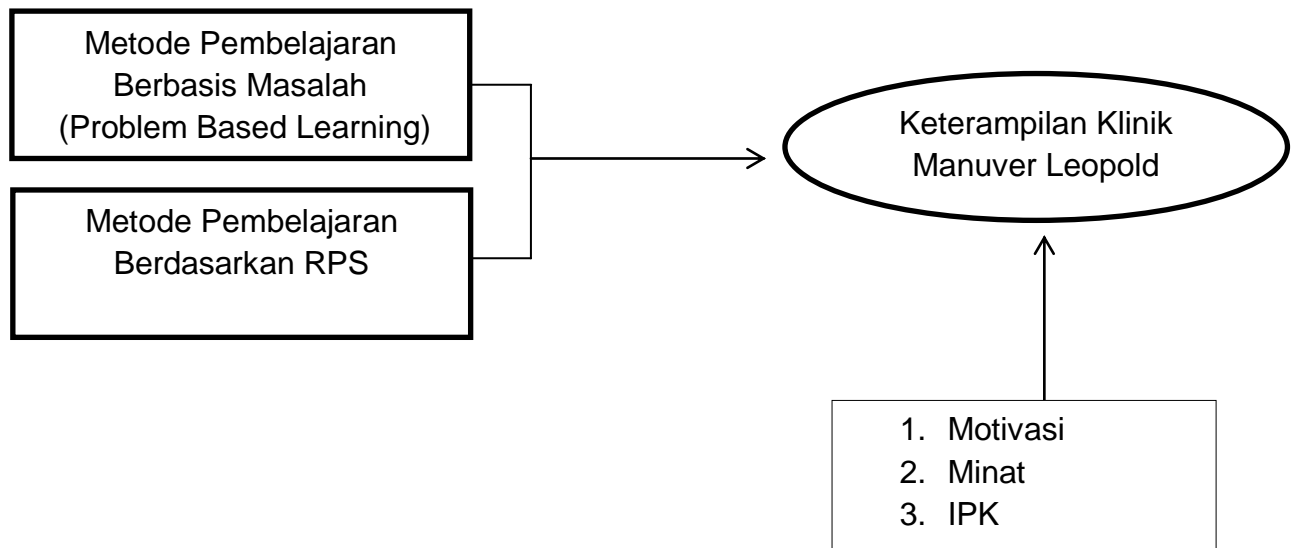 Metode Pembelajaran
Berbasis Masalah
(Problem Based Learning)
Metode Pembelajaran
Berdasarkan RPS
Keterampilan Klinik
Manuver Leopold
1. Motivasi
2. Minat
3. IPK